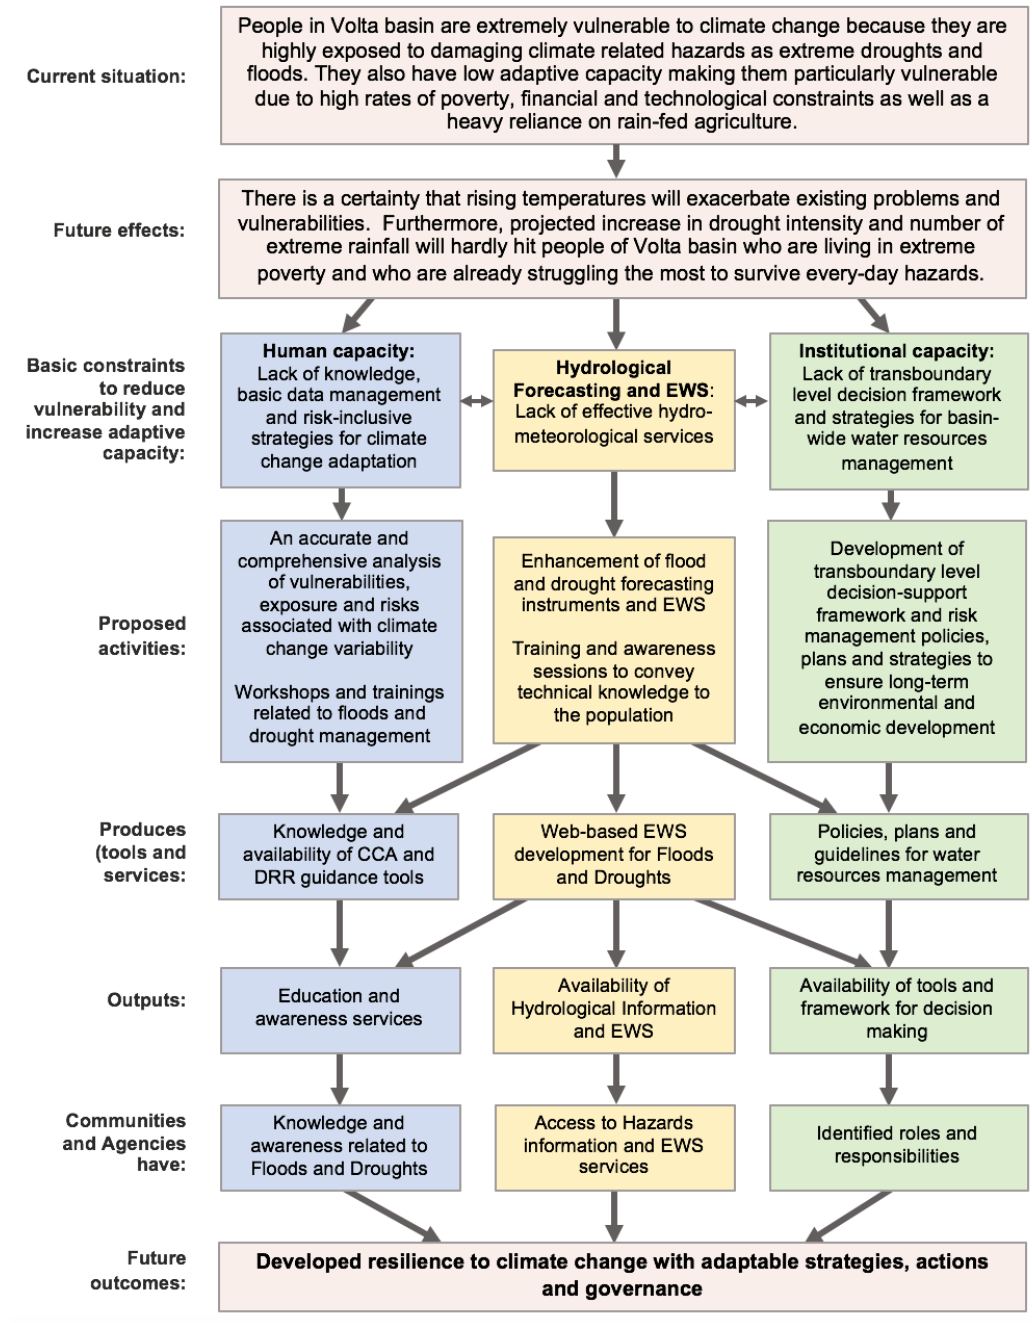 Current situation:
People in Volta basin are extremely vulnerable to climate change because they are
highly exposed to damaging climate related hazards as extreme droughts and
floods. They also have low adaptive capacity making them particularly vulnerable
due to high rates of poverty, financial and technological constraints as well as a
heavy reliance on rain-fed agriculture.
Future effects:
There is a certainty that rising temperatures will exacerbate existing problems and
vulnerabilities. Furthermore, projected increase in drought intensity and number of
extreme rainfall will hardly hit people of Volta basin who are living in extreme
poverty and who are already struggling the most to survive every-day hazards.
Basic constraints
to reduce
vulnerability and
increase adaptive
capacity:
Human capacity:
Lack of knowledge,
basic data management
and risk-inclusive
strategies for climate
change adaptation
Hydrological
Forecasting and EWS:
Lack of effective hydro-
meteorological services
Institutional capacity:
Lack of transboundary
level decision framework
and strategies for basin-
wide water resources
management
Proposed
activities:
An accurate and
comprehensive analysis
of vulnerabilities,
exposure and risks
associated with climate
change variability
Workshops and trainings
related to floods and
drought management
Enhancement of flood
and drought forecasting
instruments and EWS
Training and awareness
sessions to convey
technical knowledge to
the population
Development of
transboundary level
decision-support
framework and risk
management policies,
plans and strategies to
ensure long-term
environmental and
economic development
Produces
(tools and
services:
Knowledge and
availability of CCA and
DRR guidance tools
Web-based EWS
development for Floods
and Droughts
Policies, plans and
guidelines for water
resources management
Outputs:
Education and
awareness services
Availability of
Hydrological Information
and EWS
Availability of tools and
framework for decision
making
Communities
and Agencies
have:
Knowledge and
awareness related to
Floods and Droughts
Access to Hazards
information and EWS
services
Identified roles and
responsibilities
Future
outcomes:
Developed resilience to climate change with adaptable strategies, actions
and governance